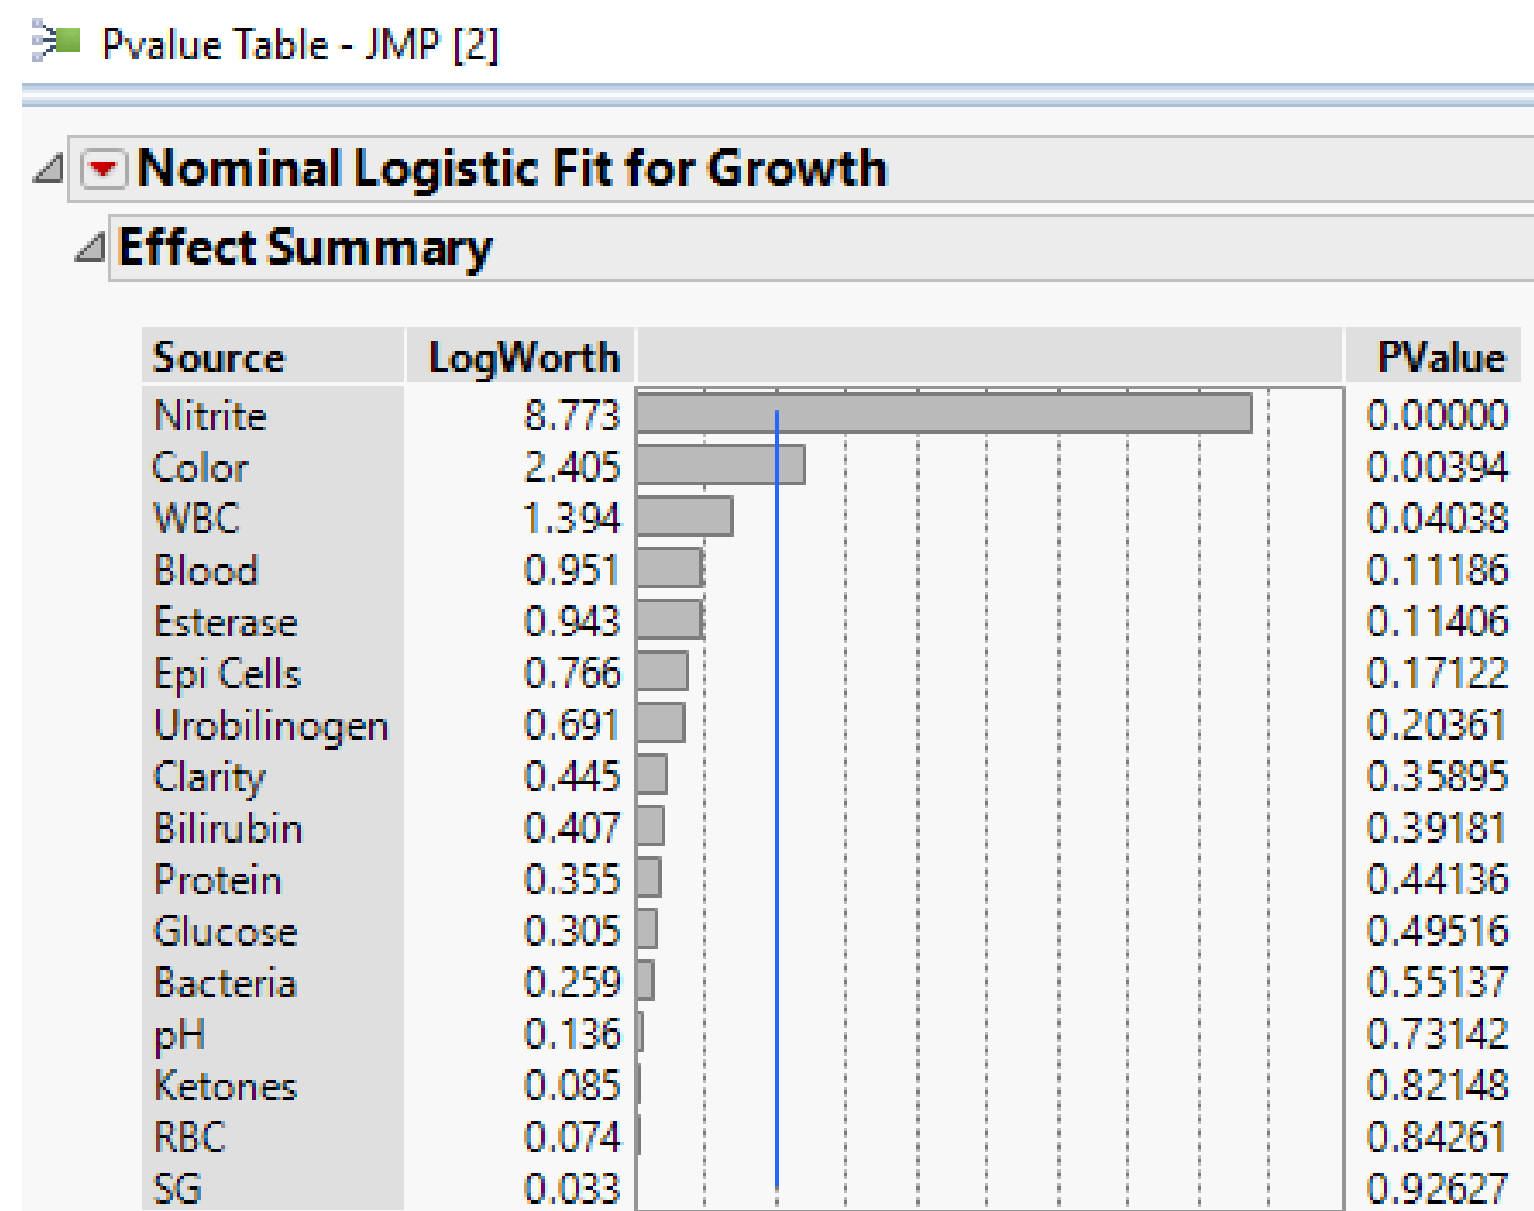 Pvalue Table - JMP [2]
Nominal Logistic Fit for Growth
Effect Summary
Source LogWorth PValue
Nitrite 8.773 0.00000
Color 2.405 0.00394
WBC 1.394 0.04038
Blood 0.951 0.11186
Esterase 0.943 0.11406
Epi Cells 0.766 0.17122
Urobilinogen 0.691 0.20361
Clarity 0.445 0.35895
Bilirubin 0.407 0.39181
Protein 0.355 0.44136
Glucose 0.305 0.49516
Bacteria 0.259 0.55137
pH 0.136 0.73142
Ketones 0.085 0.82148
RBC 0.074 0.84261
SG 0.033 0.92627